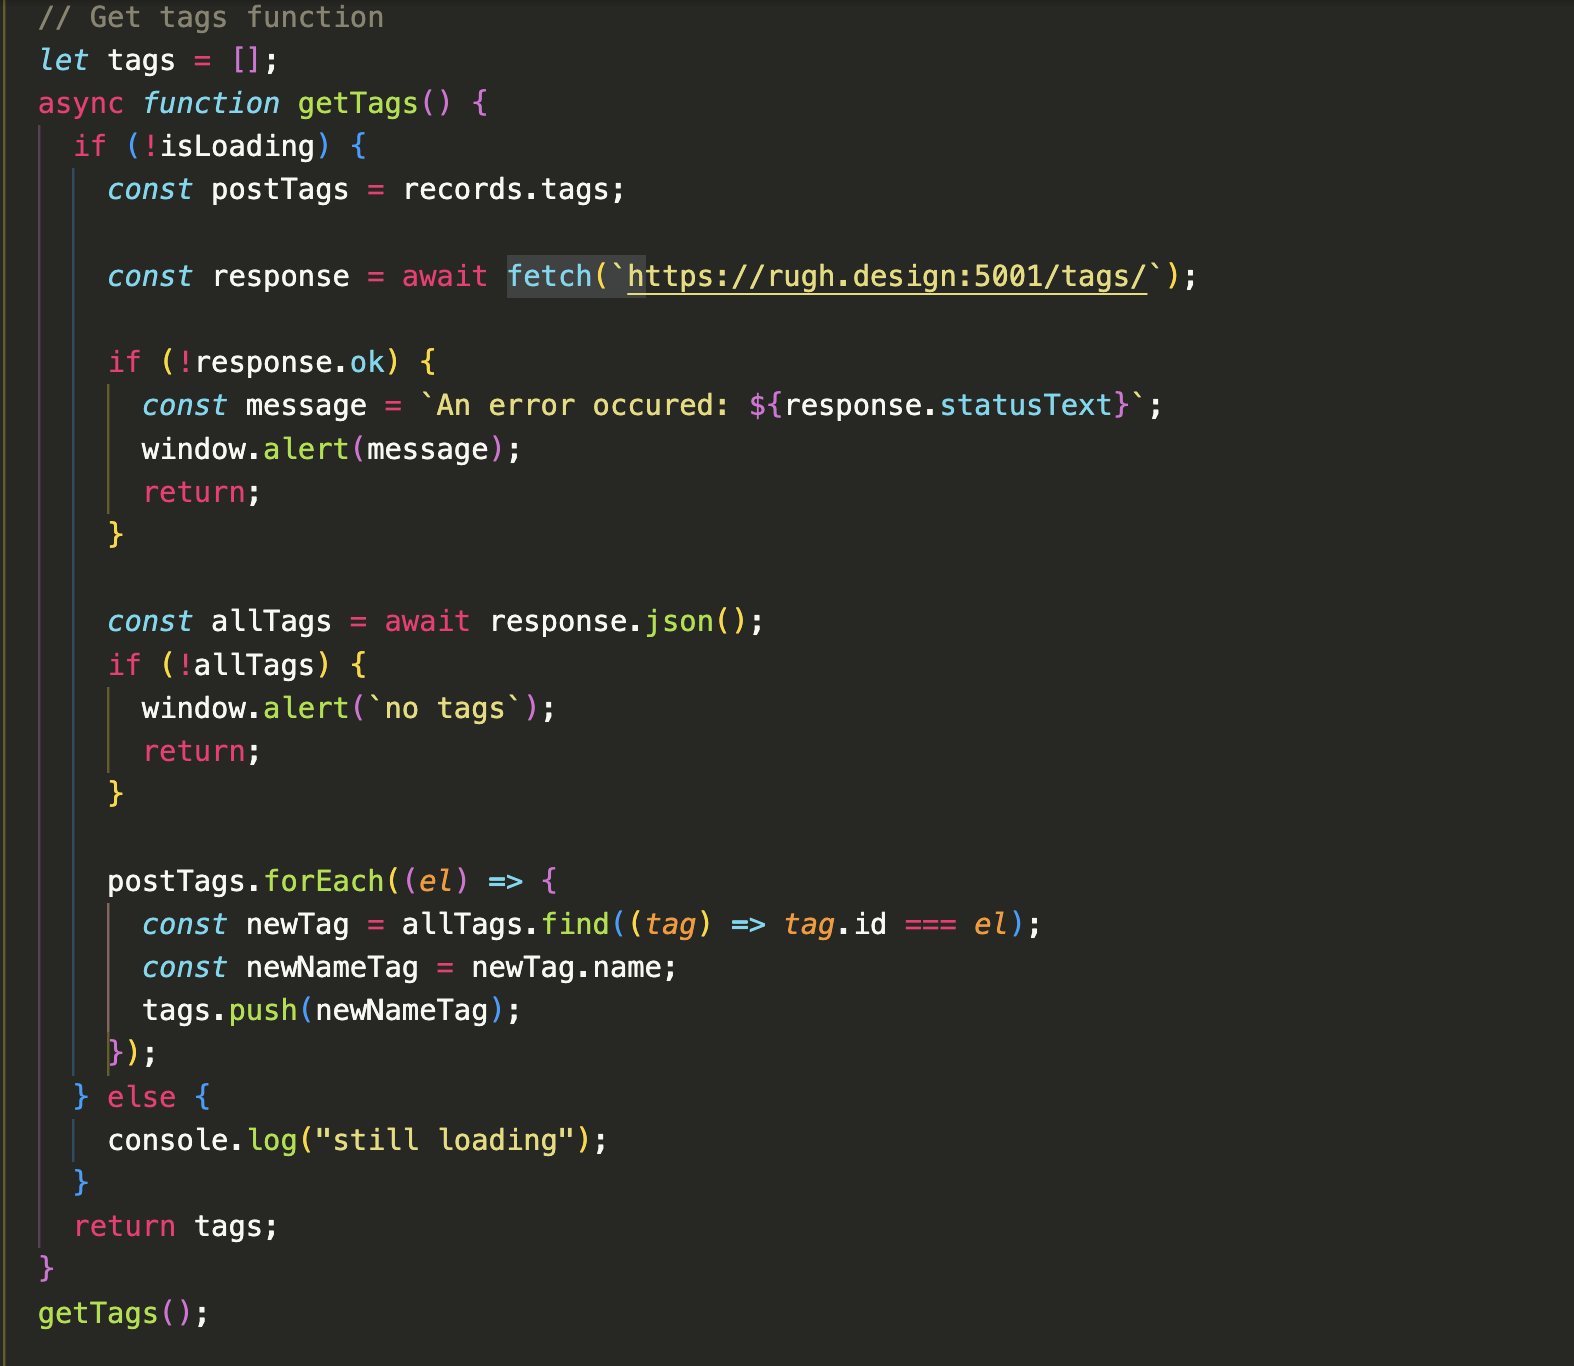 // Get tags function
let tags = [];
async function getTags() {
if (!isLoading) {
const postTags = records.tags;
const response = await fetch(`https://rugh.design:5001/tags/`);
if (!response.ok) {
const message = `An error occured: ${response.statusText}`;
window.alert(message);
return;
}
const allTags = await response.json();
if (!allTags) {
window.alert(`no tags`);
return;
}
postTags.forEach((el) => {
const newTag = allTags.find((tag) => tag.id === el);
const newNameTag = newTag.name;
tags.push(newNameTag);
});
} else {
console.log("still loading");
}
return tags;
}
getTags();